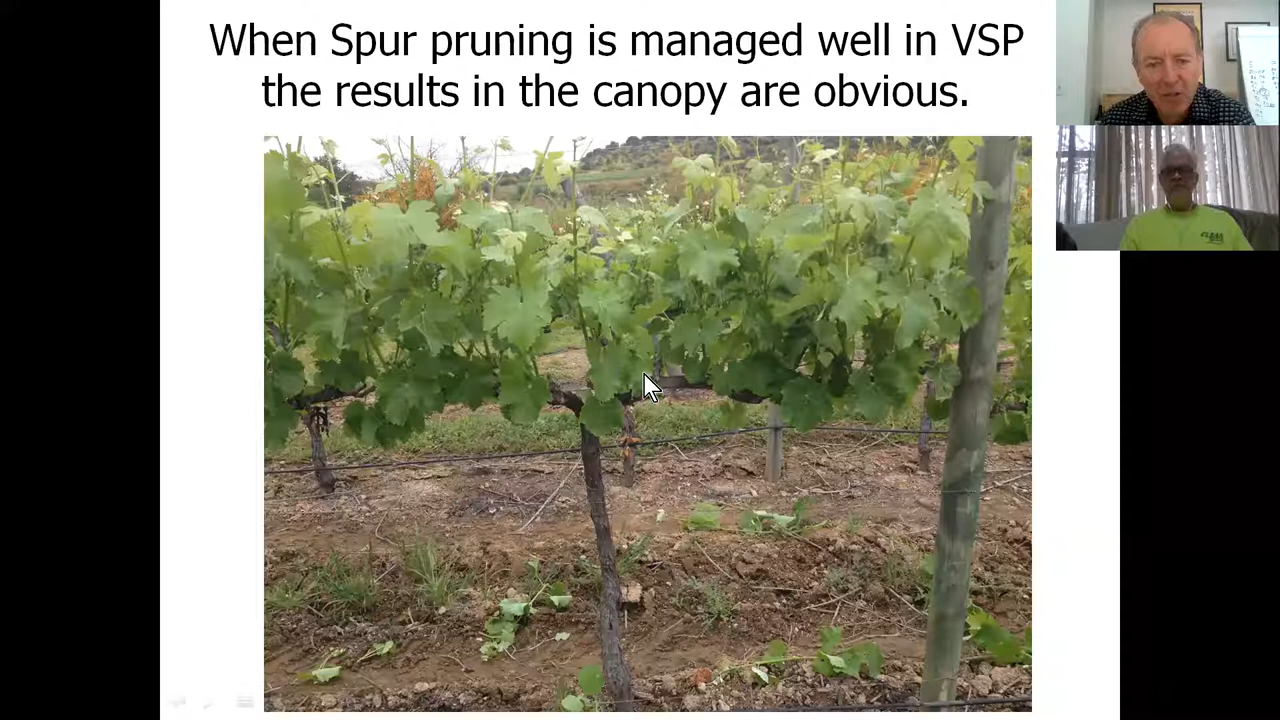 When Spur pruning is managed well in VSP
the results in the canopy are obvious.